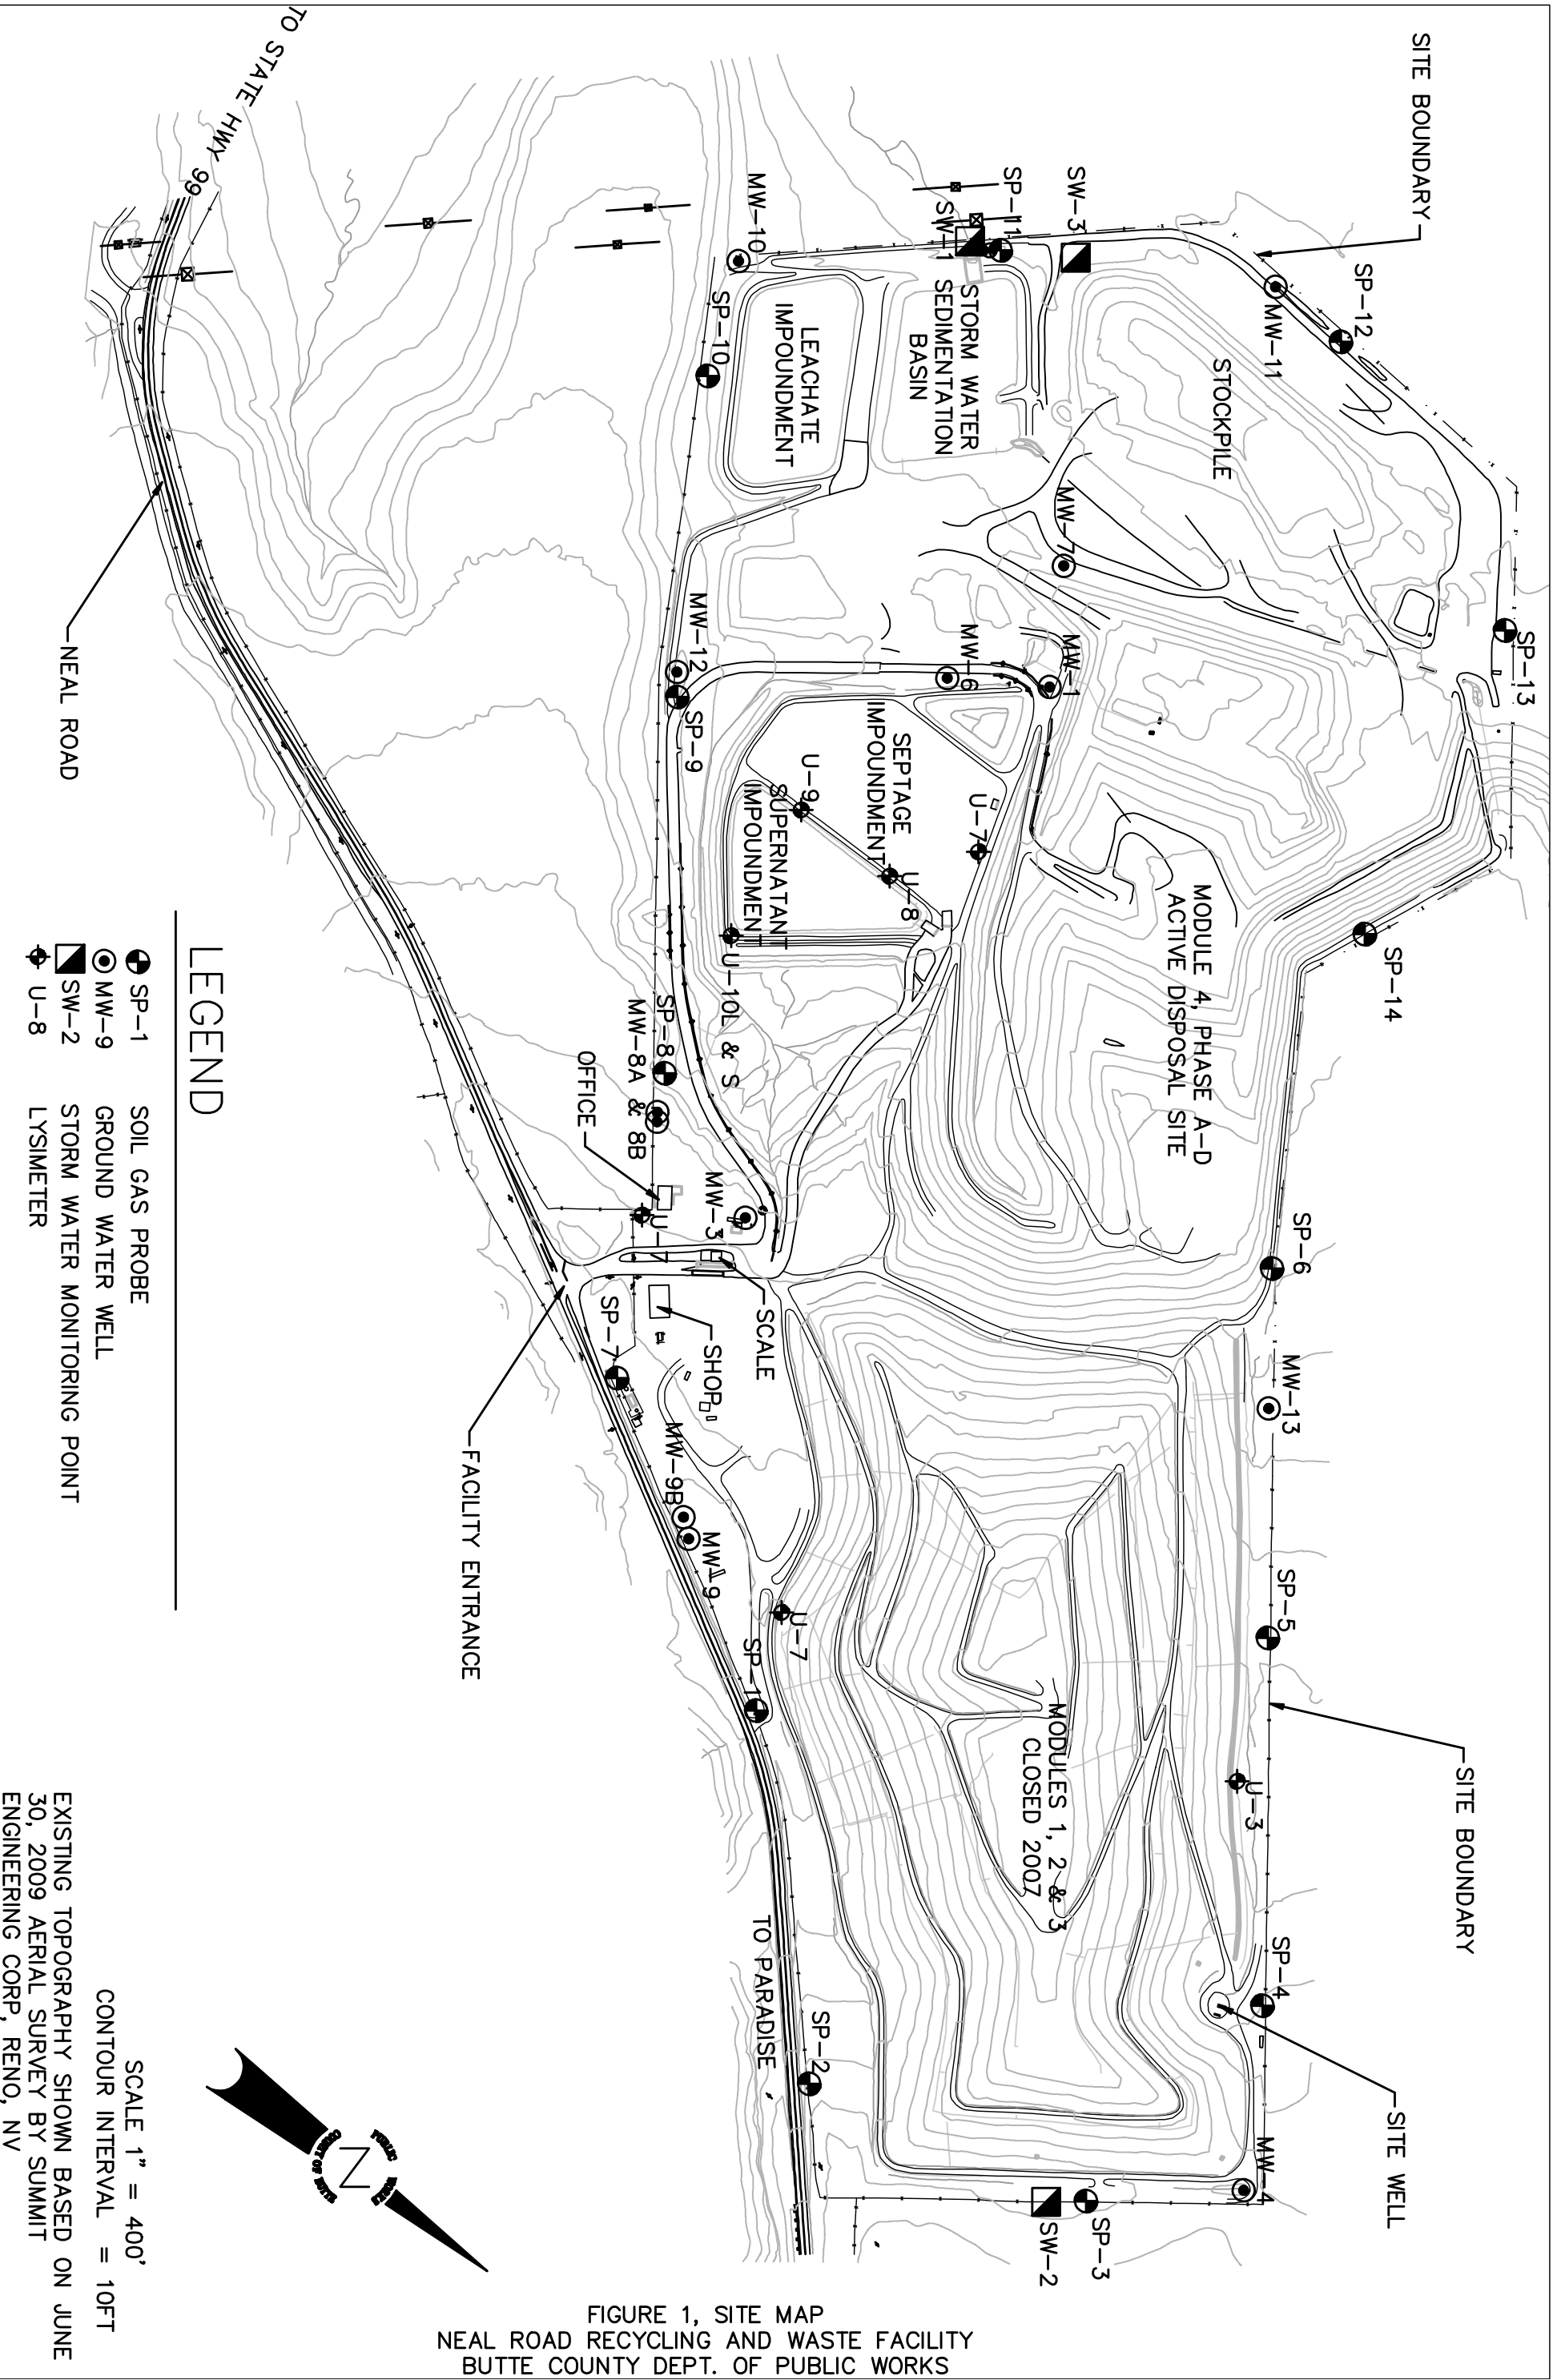 SITE BOUNDARY
TO STATE HWY 99
SP-11
SW-3
SW-1
MW-10
SP-12
MW-11
STORM WATER
SEDIMENTATION
BASIN
SP-10
LEACHATE
IMPOUNDMENT
STOCKPILE
MW-7
SP-13
MW-12
MW-6
MW-1
SP-9
NEAL ROAD
SEPTAGE
IMPOUNDMENT
U-9
U-7
SUPERNATANT
IMPOUNDMENT
U-8
MODULE 4, PHASE A-D
ACTIVE DISPOSAL SITE
SP-14
U-10L & S
SP-8
MW-8A & 8B
OFFICE
MW-3
SP-6
SCALE
SHOP
SP-7
MW-13
MW-9B
MW-9
FACILITY ENTRANCE
SP-5
U-7
SP-1
MODULES 1, 2 & 3
CLOSED 2007
U-3
SITE BOUNDARY
SP-4
TO PARADISE
SP-2
SITE WELL
MW-4
SW-2
SP-3
LEGEND
SP-1 SOIL GAS PROBE
MW-9 GROUND WATER WELL
SW-2 STORM WATER MONITORING POINT
U-8 LYSIMETER
PUBLIC WORKS
COUNTY OF BUTTE
N
SCALE 1" = 400'
CONTOUR INTERVAL = 10FT
EXISTING TOPOGRAPHY SHOWN BASED ON JUNE
30, 2009 AERIAL SURVEY BY SUMMIT
ENGINEERING CORP, RENO, NV
FIGURE 1, SITE MAP
NEAL ROAD RECYCLING AND WASTE FACILITY
BUTTE COUNTY DEPT. OF PUBLIC WORKS